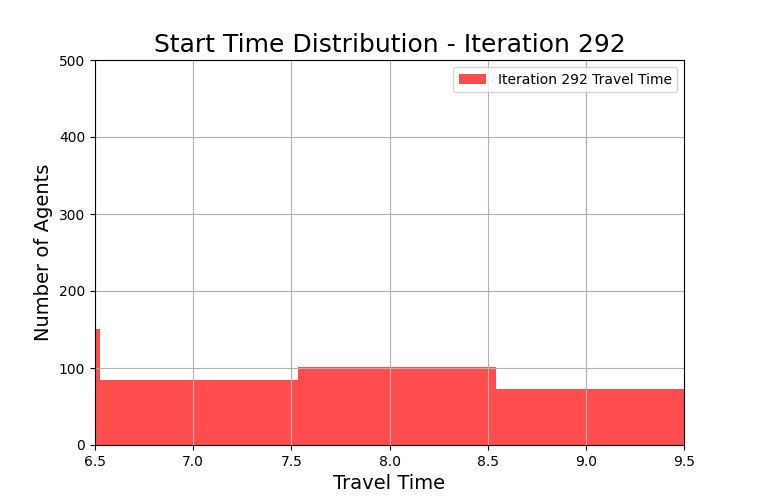 Start Time Distribution - Iteration 292
Iteration 292 Travel Time
500
400
300
200
100
0
Number of Agents
6.5 7.0 7.5 8.0 8.5 9.0 9.5
Travel Time